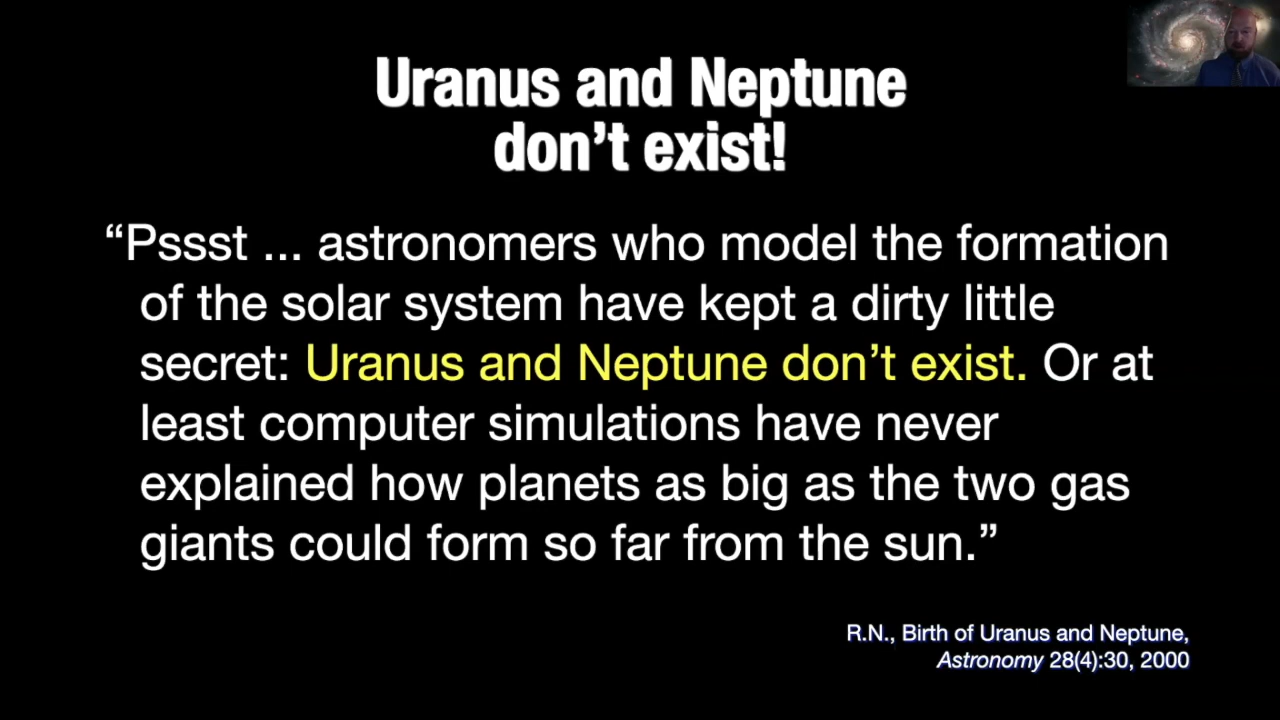 Uranus and Neptune
don’t exist!
“Pssst ... astronomers who model the formation
of the solar system have kept a dirty little
secret: Uranus and Neptune don’t exist. Or at
least computer simulations have never
explained how planets as big as the two gas
giants could form so far from the sun.”
R.N., Birth of Uranus and Neptune,
Astronomy 28(4):30, 2000